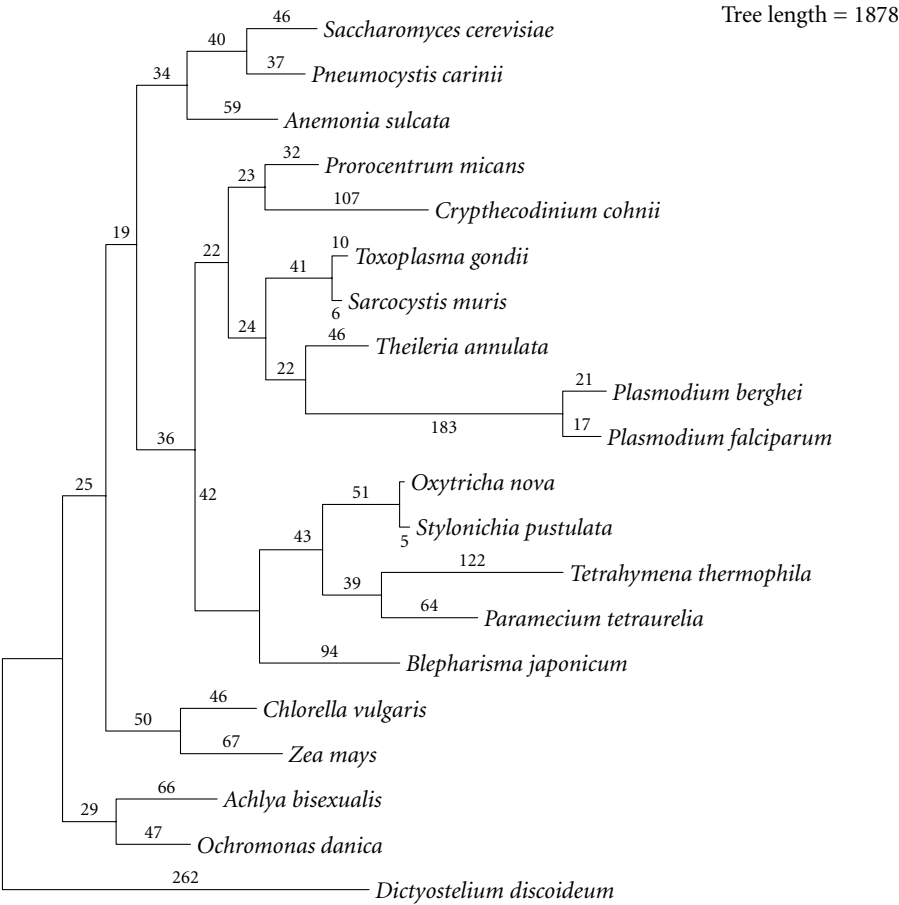 Tree length = 1878
46
Saccharomyces cerevisiae
40
37
Pneumocystis carinii
34
59
Anemonia sulcata
32
Prorocentrum micans
23
107
Crypthecodinium cohnii
19
22
10
Toxoplasma gondii
41
Sarcocystis muris
6
24
46
Theileria annulata
22
21
Plasmodium berghei
183
17
Plasmodium falciparum
36
25
42
51
Oxytricha nova
Stylonichia pustulata
5
43
122
Tetrahymena thermophila
39
64
Paramecium tetraurelia
94
Blepharisma japonicum
46
Chlorella vulgaris
50
67
Zea mays
66
Achlya bisexualis
29
47
Ochromonas danica
262
Dictyostelium discoideum